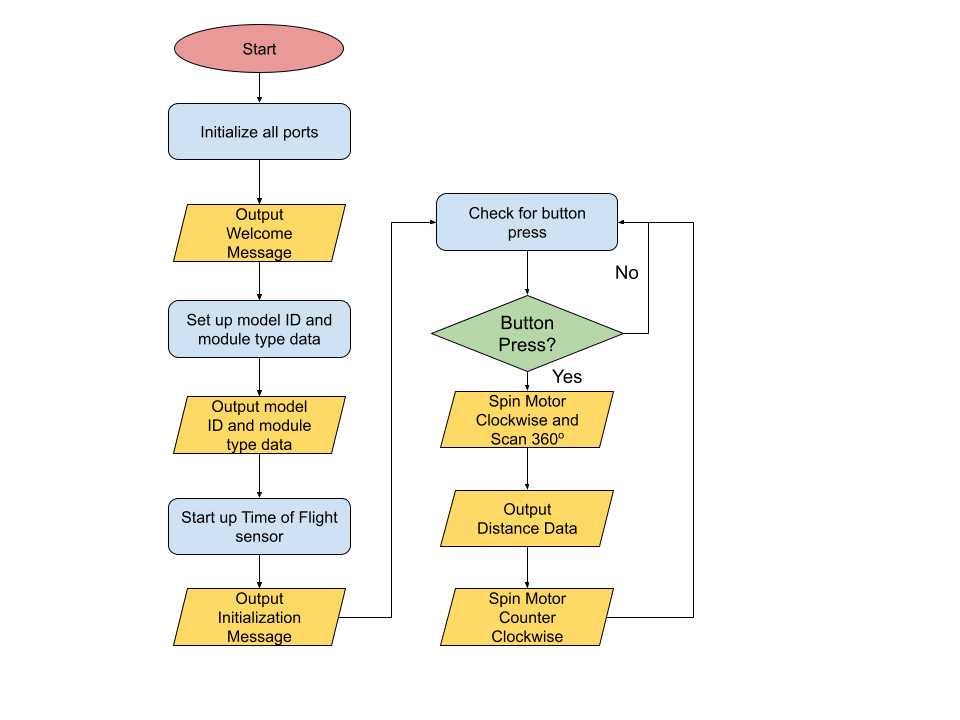 Start
Initialize all ports
Output
Welcome
Message
Set up model ID and
module type data
Output model
ID and module
type data
Start up Time of Flight
sensor
Output
Initialization
Message
Check for button
press
No
Button
Press?
Yes
Spin Motor
Clockwise and
Scan 360º
Output
Distance Data
Spin Motor
Counter
Clockwise